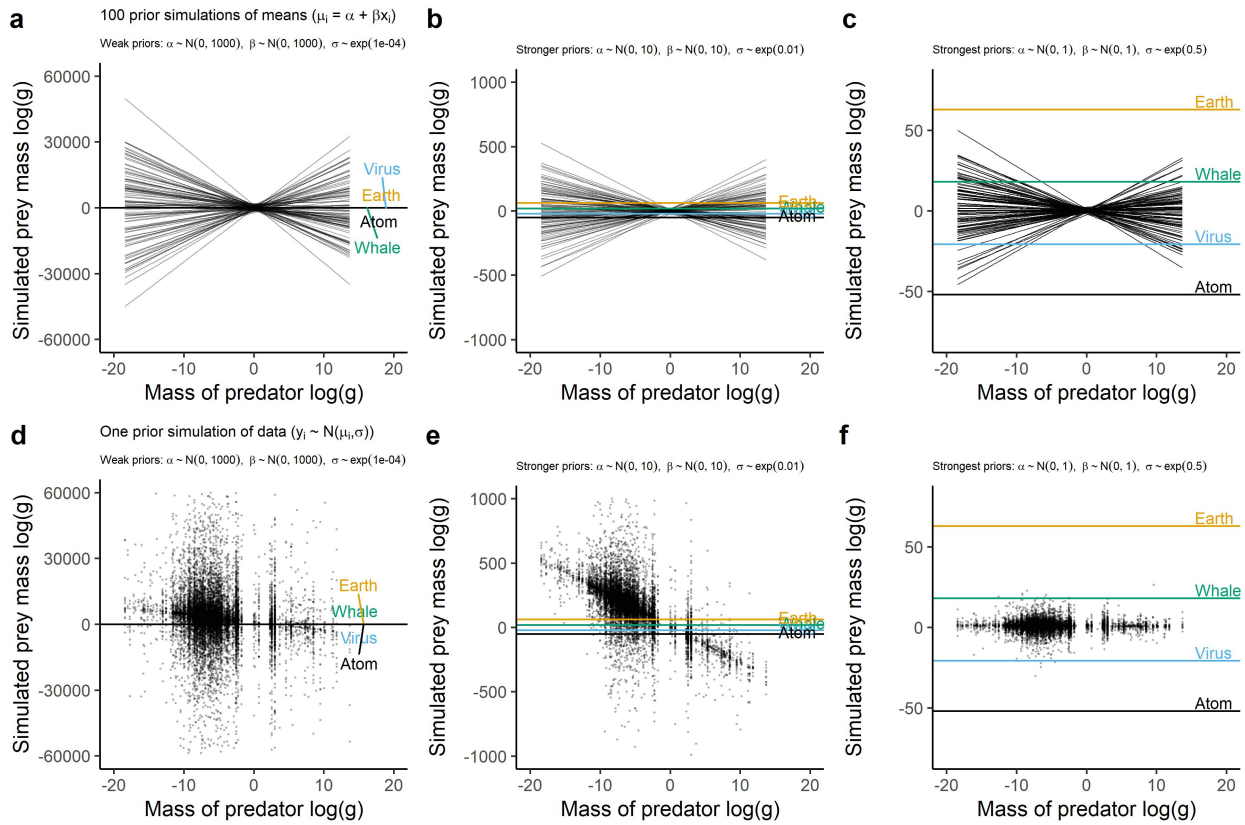 a
100 prior simulations of means (μi = α + βxi)
Weak priors: α ~ N(0, 1000), β ~ N(0, 1000), σ ~ exp(1e-04)
Simulated prey mass log(g)
60000
30000
0
-30000
-60000
Virus
Earth
Atom
Whale
-20 -10 0 10 20
Mass of predator log(g)
b
Stronger priors: α ~ N(0, 10), β ~ N(0, 10), σ ~ exp(0.01)
Simulated prey mass log(g)
1000
500
0
-500
-1000
Earth
Whale
Virus
Atom
-20 -10 0 10 20
Mass of predator log(g)
c
Strongest priors: α ~ N(0, 1), β ~ N(0, 1), σ ~ exp(0.5)
Simulated prey mass log(g)
50
0
-50
Earth
Whale
Virus
Atom
-20 -10 0 10 20
Mass of predator log(g)
d
One prior simulation of data (yi ~ N(μi,σ))
Weak priors: α ~ N(0, 1000), β ~ N(0, 1000), σ ~ exp(1e-04)
Simulated prey mass log(g)
60000
30000
0
-30000
-60000
Earth
Whale
Virus
Atom
-20 -10 0 10 20
Mass of predator log(g)
e
Stronger priors: α ~ N(0, 10), β ~ N(0, 10), σ ~ exp(0.01)
Simulated prey mass log(g)
1000
500
0
-500
-1000
Earth
Whale
Virus
Atom
-20 -10 0 10 20
Mass of predator log(g)
f
Strongest priors: α ~ N(0, 1), β ~ N(0, 1), σ ~ exp(0.5)
Simulated prey mass log(g)
50
0
-50
Earth
Whale
Virus
Atom
-20 -10 0 10 20
Mass of predator log(g)